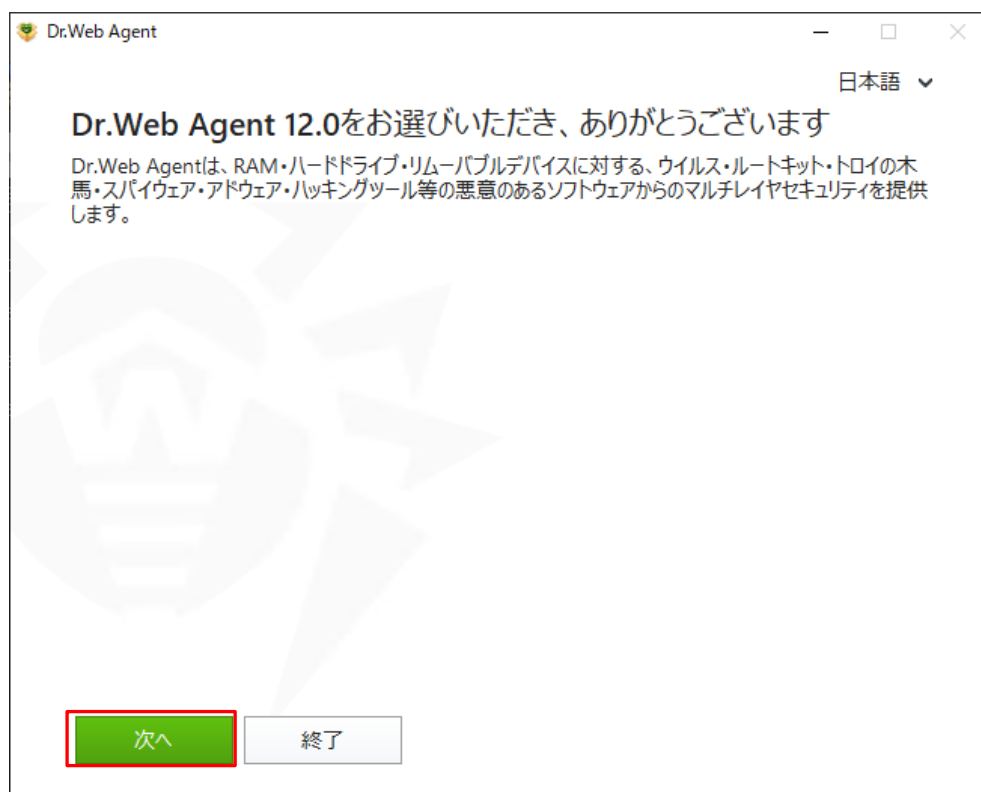 Dr.Web Agent
日本語
Dr.Web Agent 12.0をお選びいただき、ありがとうございます
Dr.Web Agentは、RAM・ハードドライブ・リムーバブルデバイスに対する、ウイルス・ルートキット・トロイの木
馬・スパイウェア・アドウェア・ハッキングツール等の悪意のあるソフトウェアからのマルチレイヤセキュリティを提供
します。
次へ
終了